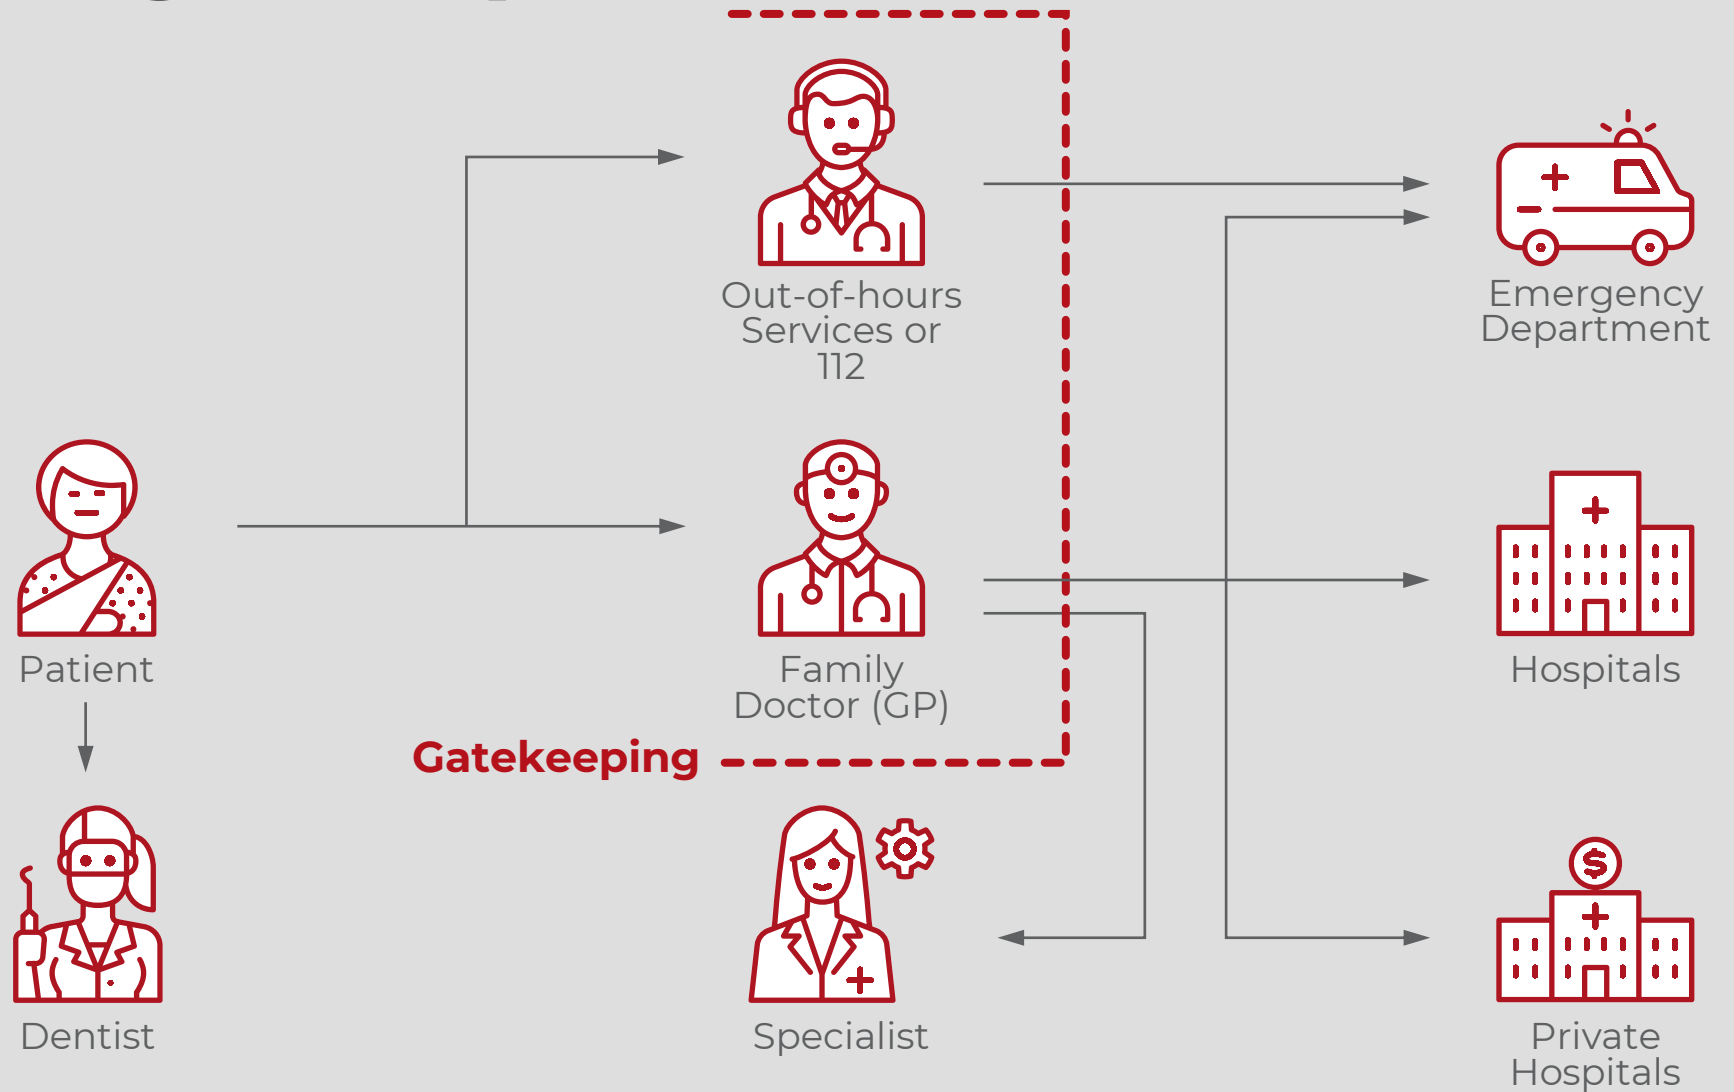 Out-of-hours
Services or
112
Emergency
Department
Patient
Family
Doctor (GP)
Hospitals
Gatekeeping
Dentist
Specialist
Private
Hospitals